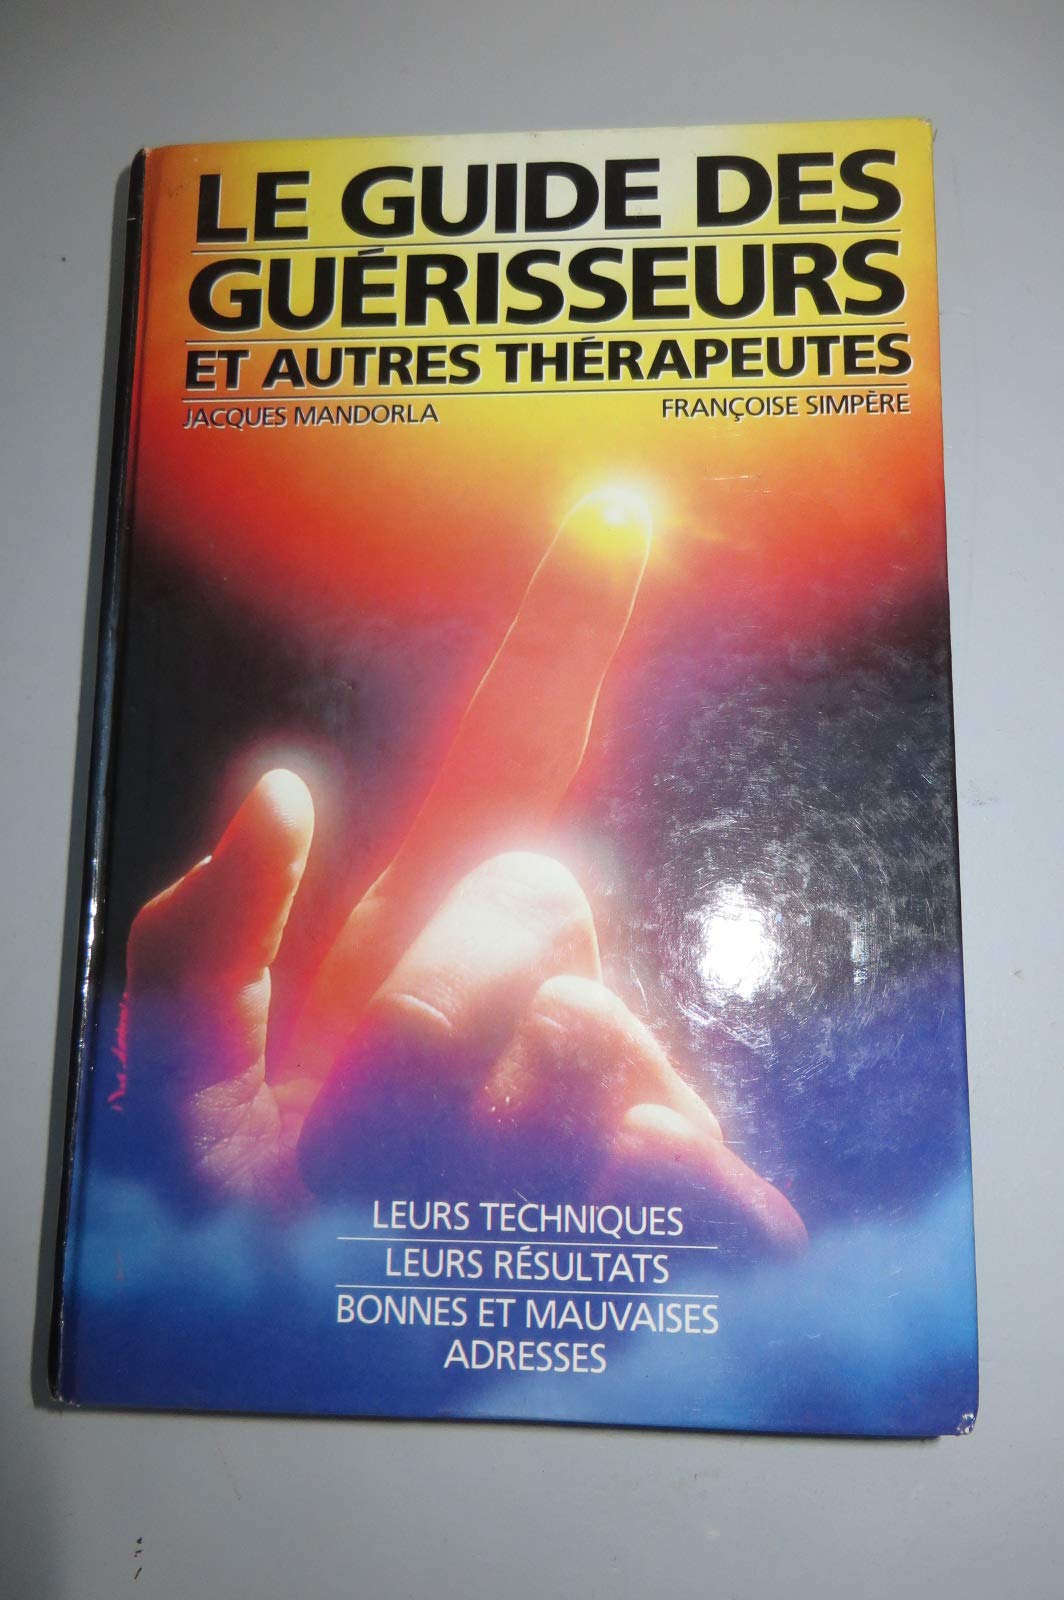 LE GUIDE DES
GUÉRISSEURS
ET AUTRES THÉRAPEUTES
JACQUES MANDORLA FRANÇOISE SIMPÈRE
LEURS TECHNIQUES
LEURS RÉSULTATS
BONNES ET MAUVAISES
ADRESSES